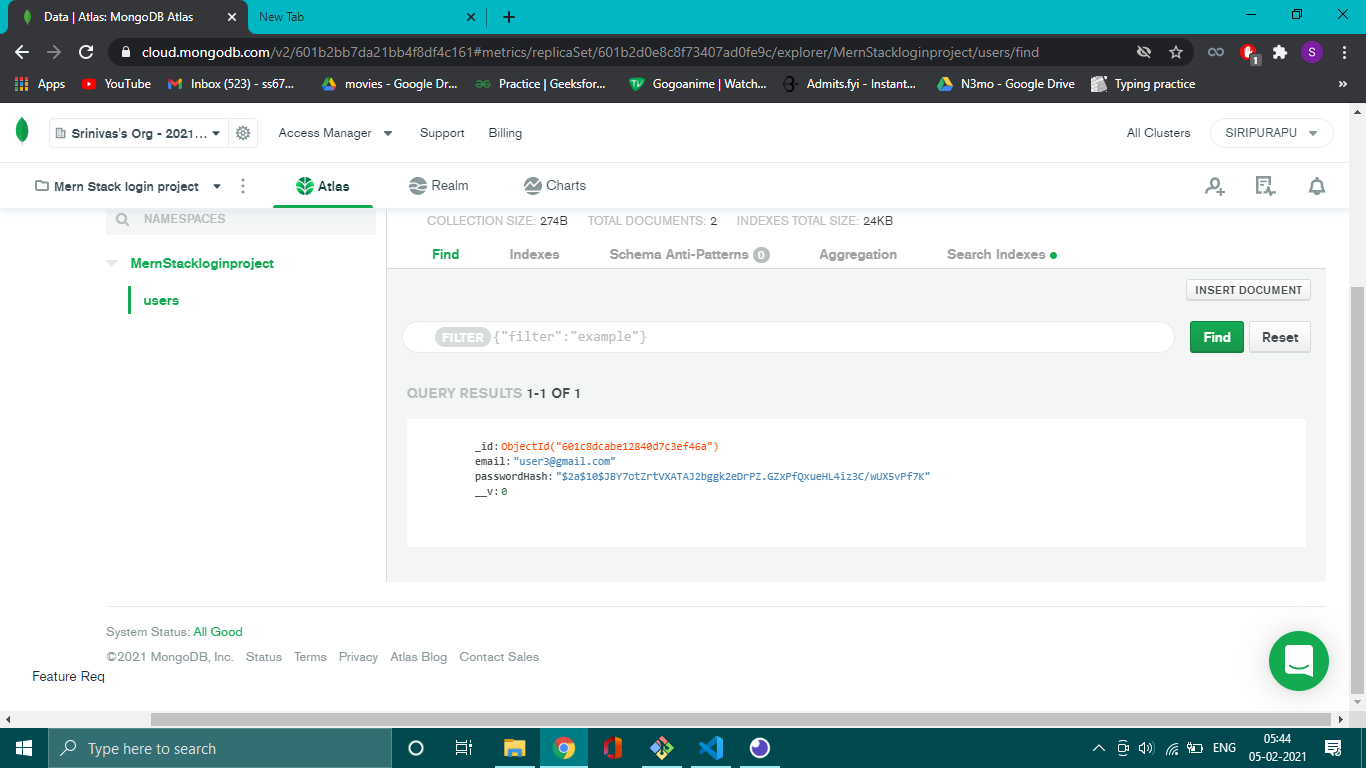 Data | Atlas: MongoDB Atlas
New Tab
cloud.mongodb.com/v2/601b2bb7da21bb4f8df4c161#metrics/replicaSet/601b2d0e8c8f73407ad0fe9c/explorer/MernStackloginproject/users/find
1
S
Apps
YouTube
Inbox (523) - ss67...
movies - Google Dr...
Practice | Geeksfor...
Gogoanime | Watch...
Admits.fyi - Instant...
N3mo - Google Drive
Typing practice
»
Srinivas's Org - 2021...
Access Manager
Support
Billing
All Clusters
SIRIPURAPU
Mern Stack login project
Atlas
Realm
Charts
NAMESPACES
COLLECTION SIZE: 274B TOTAL DOCUMENTS: 2 INDEXES TOTAL SIZE: 24KB
MernStackloginproject
users
Find
Indexes
Schema Anti-Patterns 0
Aggregation
Search Indexes
INSERT DOCUMENT
FILTER {"filter":"example"}
Find
Reset
QUERY RESULTS 1-1 OF 1
_id: ObjectId("601c8dcabe12840d7c3ef46a")
email: "user3@gmail.com"
passwordHash: "$2a$10$JBY7otZrtVXATAJ2bggk2eDrPZ.GZxPfQxueHL4iz3C/wUX5vPf7K"
__v: 0
System Status: All Good
©2021 MongoDB, Inc. Status Terms Privacy Atlas Blog Contact Sales
Feature Req
Type here to search
ENG
05:44
05-02-2021